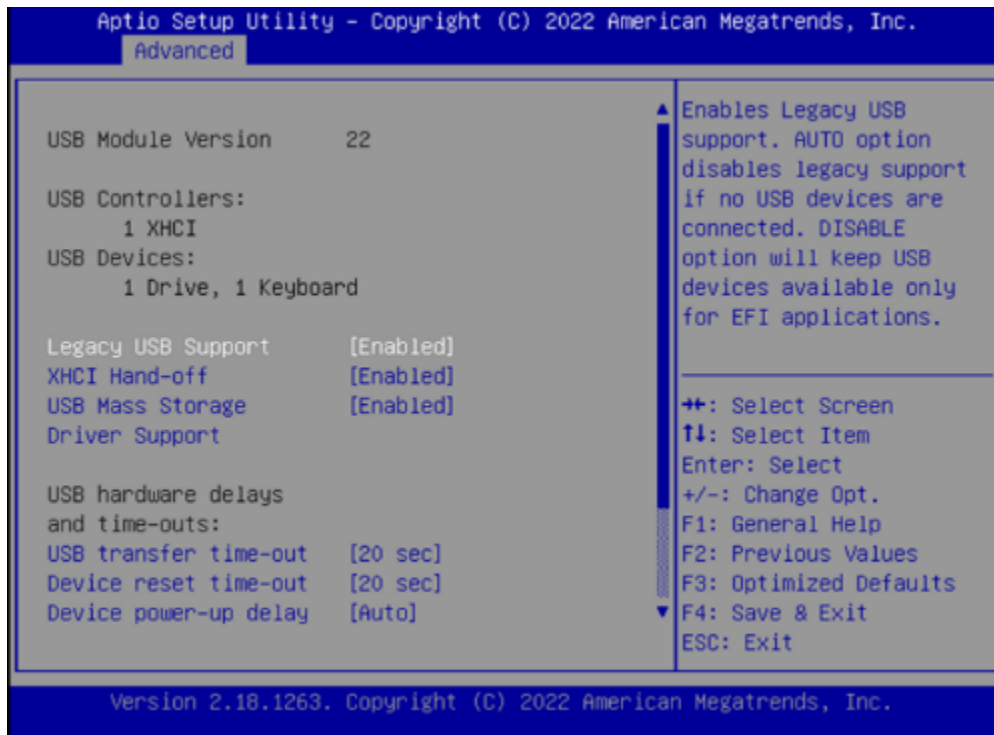 Aptio Setup Utility – Copyright (C) 2022 American Megatrends, Inc.
Advanced
USB Module Version 22
USB Controllers:
1 XHCI
USB Devices:
1 Drive, 1 Keyboard
Legacy USB Support [Enabled]
XHCI Hand-off [Enabled]
USB Mass Storage [Enabled]
Driver Support
USB hardware delays
and time-outs:
USB transfer time-out [20 sec]
Device reset time-out [20 sec]
Device power-up delay [Auto]
Enables Legacy USB
support. AUTO option
disables legacy support
if no USB devices are
connected. DISABLE
option will keep USB
devices available only
for EFI applications.
→←: Select Screen
↑↓: Select Item
Enter: Select
+/-: Change Opt.
F1: General Help
F2: Previous Values
F3: Optimized Defaults
F4: Save & Exit
ESC: Exit
Version 2.18.1263. Copyright (C) 2022 American Megatrends, Inc.